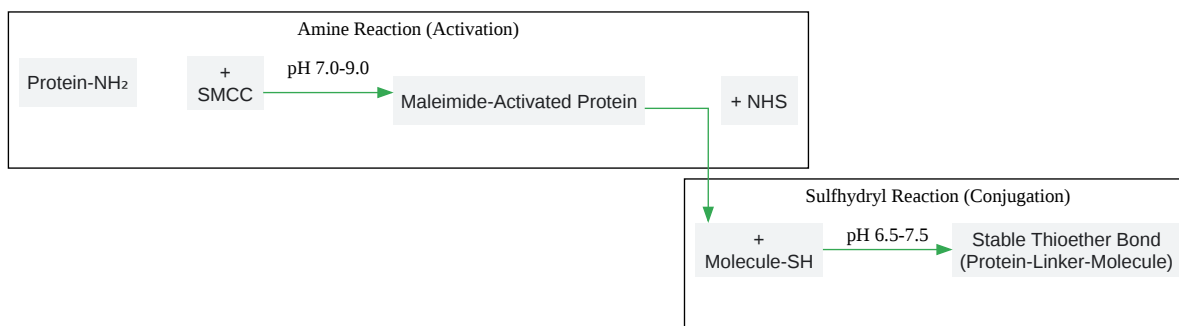 Amine Reaction (Activation)
Protein-NH₂
+
SMCC
pH 7.0-9.0
Maleimide-Activated Protein
+ NHS
Sulfhydryl Reaction (Conjugation)
+
Molecule-SH
pH 6.5-7.5
Stable Thioether Bond
(Protein-Linker-Molecule)